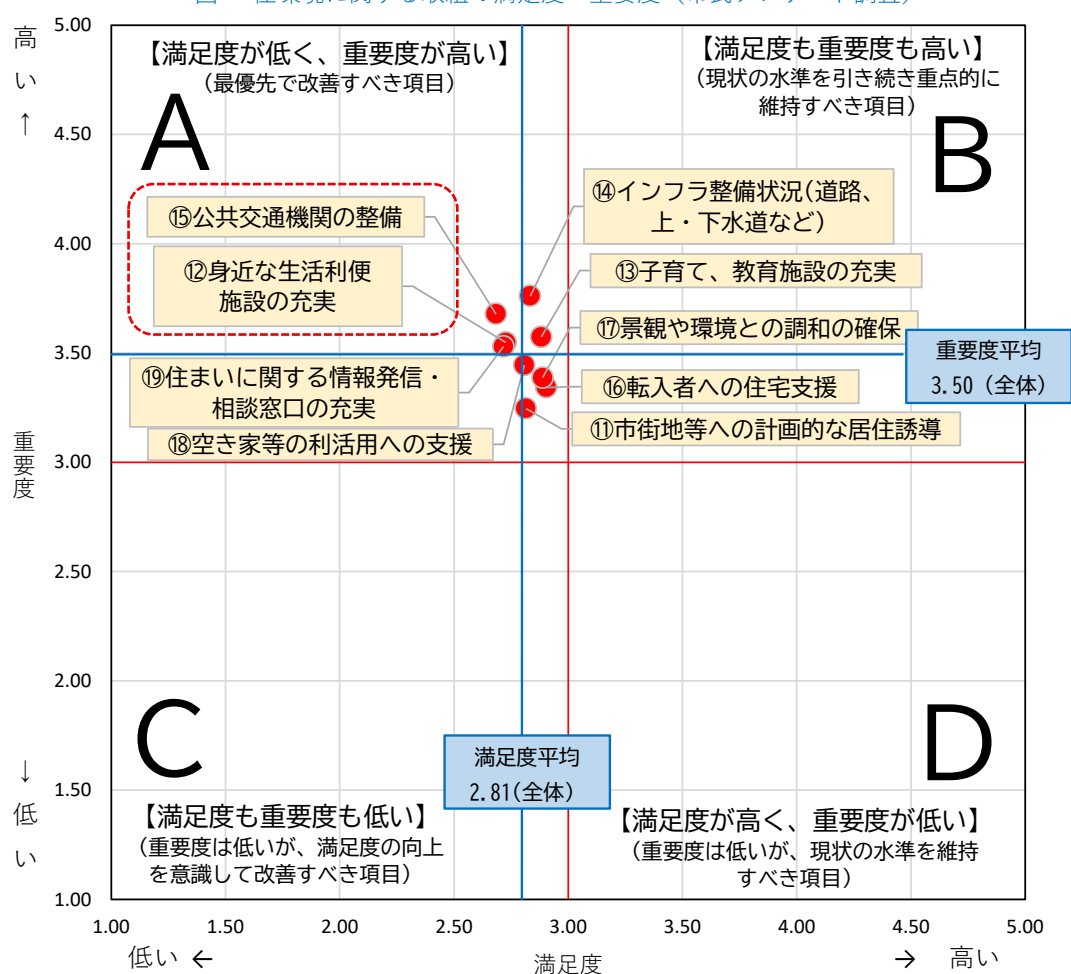 高
い
↑
重要度
↓
低
い
5.00
4.50
4.00
3.50
3.00
2.50
2.00
1.50
1.00
【満足度が低く、重要度が高い】
(最優先で改善すべき項目)
A
【満足度も重要度も高い】
(現状の水準を引き続き重点的に
維持すべき項目)
B
⑮公共交通機関の整備
⑫身近な生活利便
施設の充実
⑭インフラ整備状況(道路、
上・下水道など)
⑬子育て、教育施設の充実
⑰景観や環境との調和の確保
重要度平均
3.50 (全体)
⑲住まいに関する情報発信・
相談窓口の充実
⑯転入者への住宅支援
⑱空き家等の利活用への支援
⑪市街地等への計画的な居住誘導
C
【満足度も重要度も低い】
(重要度は低いが、満足度の向上
を意識して改善すべき項目)
満足度平均
2.81(全体)
D
【満足度が高く、重要度が低い】
(重要度は低いが、現状の水準を維持
すべき項目)
1.00 1.50 2.00 2.50 3.00 3.50 4.00 4.50 5.00
低い ← 満足度 → 高い